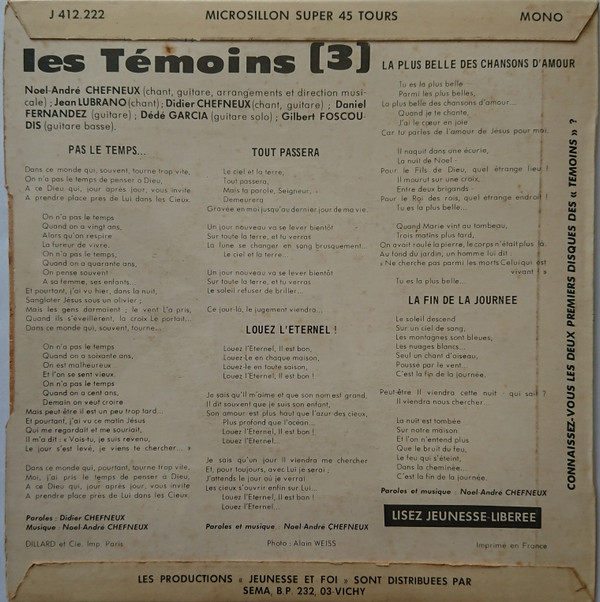 J 412.222
MICROSILLON SUPER 45 TOURS
MONO
les Témoins (3)
Noel-André CHEFNEUX (chant, guitare, arrangements et direction musi-
cale) ; Jean LUBRANO (chant) ; Didier CHEFNEUX (chant, guitare) ; Daniel
FERNANDEZ (guitare) ; Dédé GARCIA (guitare solo) ; Gilbert FOSCOU-
DIS (guitare basse).
PAS LE TEMPS...
Dans ce monde qui, souvent, tourne trop vite,
On n'a pas le temps de penser à Dieu,
A ce Dieu qui, jour après jour, vous invite
A prendre place près de Lui dans les Cieux.
On n'a pas le temps
Quand on a vingt ans,
Alors qu'on respire
La fureur de vivre.
On n'a pas le temps,
Quand on a quarante ans,
On pense souvent
A sa femme, ses enfants...
Et pourtant, j'ai vu hier, dans la nuit,
Sangloter Jésus sous un olivier ;
Mais les gens dormaient ; le vent L'a pris,
Quand ils s'éveillèrent, la croix Le portait...
Dans ce monde qui, souvent, tourne...
On n'a pas le temps
Quand on a soixante ans,
On est malheureux
Et l'on se sent vieux.
On n'a pas le temps
Quand on a cent ans,
Demain on veut croire
Mais peut-être il est un peu trop tard...
Et pourtant, j'ai vu ce matin Jésus
Qui me regardait et me souriait,
Il m'a dit : « Vois-tu, je suis revenu,
Le jour s'est levé, je viens te chercher... »
Dans ce monde qui, pourtant, tourne trop vite,
Moi, j'ai pris le temps de penser à Dieu,
A ce Dieu qui, jour après jour, vous invite
A prendre place près de Lui dans les Cieux.
Paroles : Didier CHEFNEUX
Musique : Noel-André CHEFNEUX
DILLARD et Cie. Imp. Paris
TOUT PASSERA
Le ciel et la terre,
Tout passera,
Mais ta parole, Seigneur,
Demeurera
Gravée en moi jusqu'au dernier jour de ma vie.
Un jour nouveau va se lever bientôt
Sur toute la terre, et tu verras
La lune se changer en sang brusquement...
Le ciel et la terre...
Un jour nouveau va se lever bientôt
Sur toute la terre, et tu verras
Le soleil refuser de briller...
Ce jour-là, le jugement viendra...
LOUEZ L'ETERNEL !
Louez l'Eternel, Il est bon,
Louez-Le en chaque maison,
Louez-le en toute saison,
Louez l'Eternel, Il est bon !
Louez l'Eternel...
Je sais qu'Il m'aime et que son nom est grand,
Il dit souvent que je suis son enfant,
Son amour est plus haut que l'azur des cieux,
Plus profond que l'océan...
Louez l'Eternel, Il est bon !
Louez l'Eternel...
Je sais qu'un jour Il viendra me chercher
Et, pour toujours, avec Lui je serai ;
J'attends le jour où je verrai
Les cieux s'ouvrir enfin sur Lui...
Louez l'Eternel, Il est bon !
Louez l'Eternel...
Louez l'Eternel...
Paroles et musique : Noel-André CHEFNEUX
Photo : Alain WEISS
LA PLUS BELLE DES CHANSONS D'AMOUR
Tu es la plus belle
Parmi les plus belles,
La plus belle des chansons d'amour...
Quand je te chante,
J'ai le cœur en joie
Car tu parles de l'amour de Jésus pour moi.
Il naquit dans une écurie,
La nuit de Noel -
Pour le Fils de Dieu, quel étrange lieu !
Il mourut sur une croix,
Entre deux brigands -
Pour le Roi des rois, quel étrange endroit !
Tu es la plus belle...
Quand Marie vint au tombeau,
Trois matins plus tard,
On avait roulé la pierre, le corps n'était plus là.
Au fond du jardin, un homme lui dit :
« Ne cherche pas parmi les morts Celui qui est
vivant ! »
Tu es la plus belle...
LA FIN DE LA JOURNEE
Le soleil descend
Sur un ciel de sang,
Les montagnes sont bleues,
Les nuages blancs...
Seul un chant d'oiseau,
Poussé par le vent...
C'est la fin de la journée.
Peut-être Il viendra cette nuit - qui sait ?
Il viendra nous chercher...
La nuit est tombée
Sur notre maison
Et l'on n'entend plus
Que le bruit du feu,
Le feu qui s'éteint,
Dans la cheminée...
C'est la fin de la journée.
Paroles et musique : Noel-André CHEFNEUX
LISEZ JEUNESSE LIBEREE
Imprimé en France
CONNAISSEZ-VOUS LES DEUX PREMIERS DISQUES DES « TEMOINS » ?
LES PRODUCTIONS « JEUNESSE ET FOI » SONT DISTRIBUEES PAR
SEMA, B.P. 232, 03-VICHY